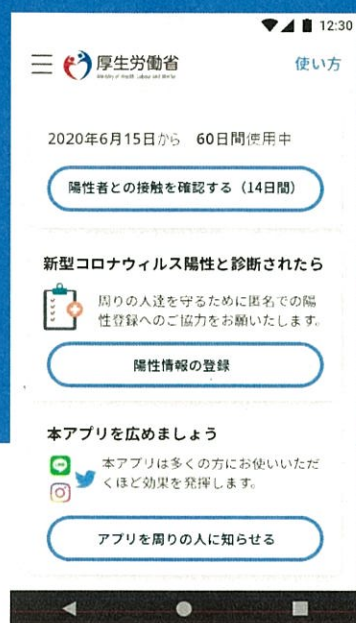 12:30
厚生労働省
Ministry of Health, Labour and Welfare
使い方
2020年6月15日から 60日間使用中
陽性者との接触を確認する（14日間）
新型コロナウィルス陽性と診断されたら
周りの人達を守るために匿名での陽
性登録へのご協力をお願いいたします。
陽性情報の登録
本アプリを広めましょう
本アプリは多くの方にお使いいただ
くほど効果を発揮します。
アプリを周りの人に知らせる